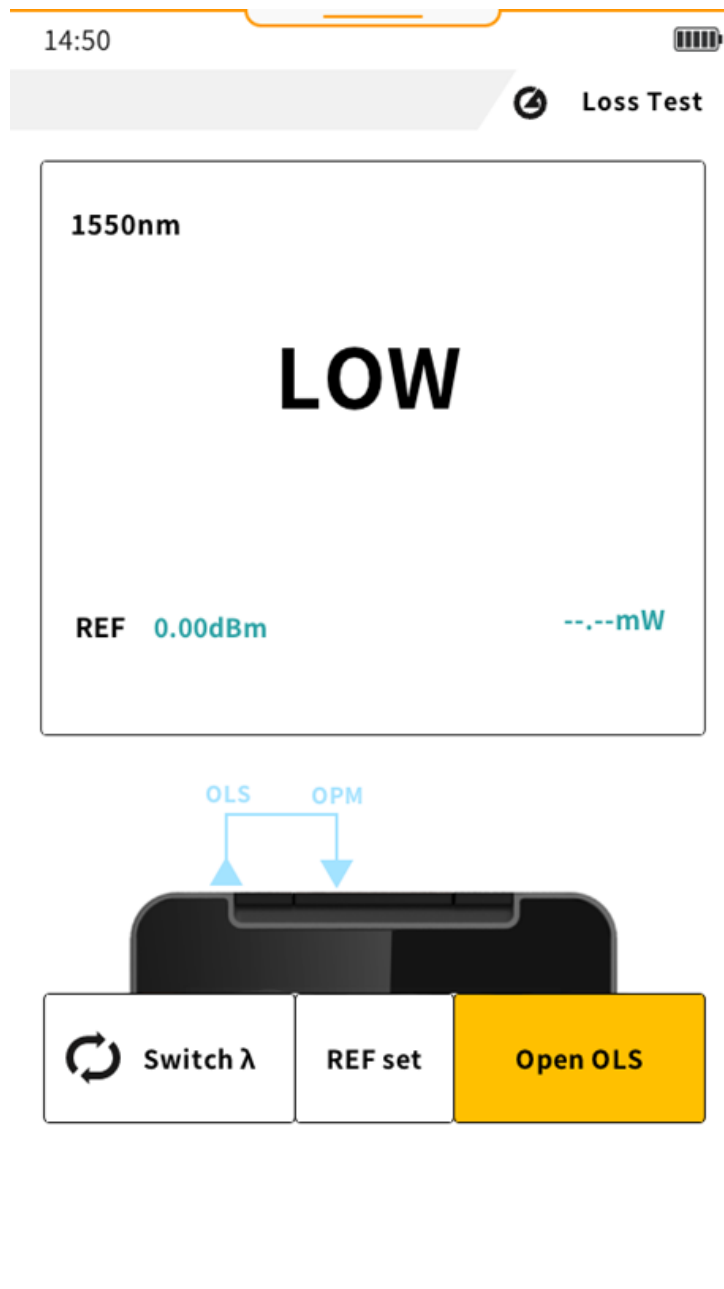 14:50
Loss Test
1550nm
LOW
REF 0.00dBm --.--mW
OLS OPM
Switch λ REF set Open OLS